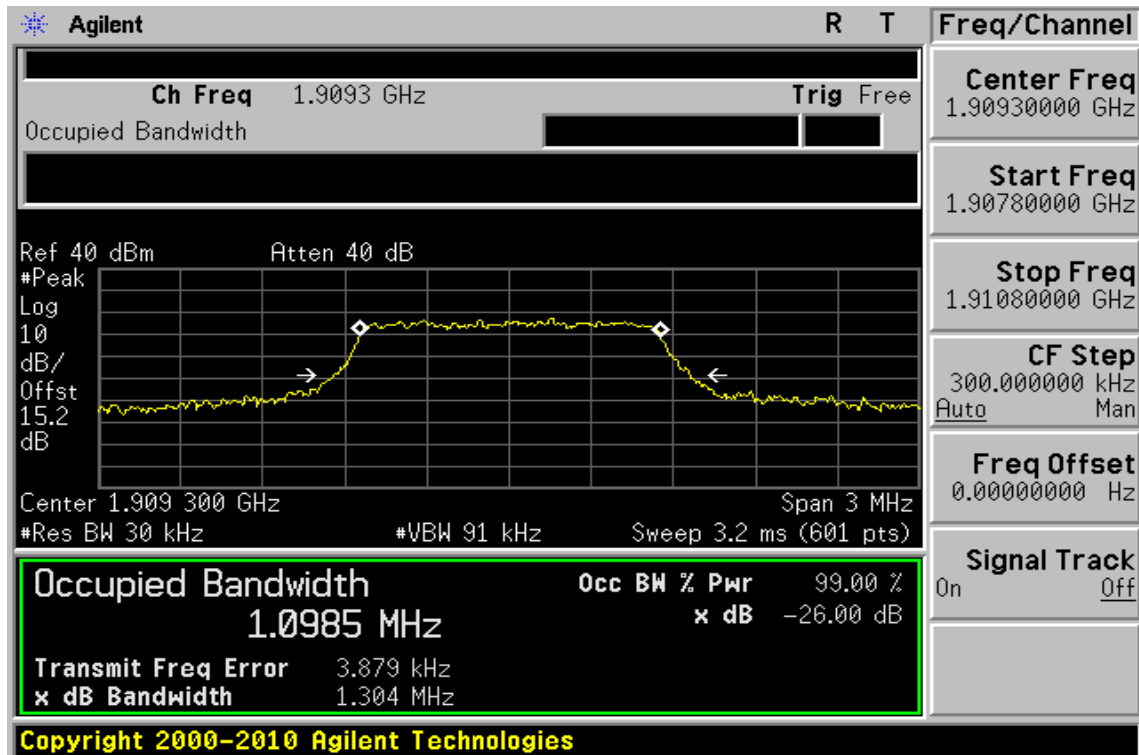 Agilent R T
Freq/Channel
Ch Freq 1.9093 GHz Trig Free
Occupied Bandwidth
Center Freq
1.90930000 GHz
Start Freq
1.90780000 GHz
Stop Freq
1.91080000 GHz
CF Step
300.000000 kHz
Auto Man
Freq Offset
0.00000000 Hz
Signal Track
On Off
Ref 40 dBm Atten 40 dB
#Peak
Log
10
dB/
Offst
15.2
dB
Center 1.909 300 GHz Span 3 MHz
#Res BW 30 kHz #VBW 91 kHz Sweep 3.2 ms (601 pts)
Occupied Bandwidth Occ BW % Pwr 99.00 %
1.0985 MHz x dB -26.00 dB
Transmit Freq Error 3.879 kHz
x dB Bandwidth 1.304 MHz
Copyright 2000-2010 Agilent Technologies